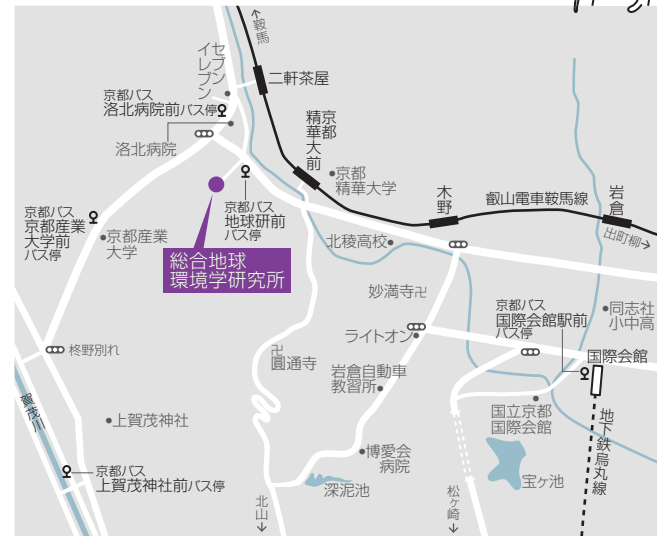 鞍馬
セブン
イレブン
二軒茶屋
京都バス
洛北病院前バス停
洛北病院
京都
精華大前
京都
精華大学
木野
叡山電車鞍馬線
岩倉
出町柳
京都バス
京都産業
大学前
バス停
京都産業
大学
京都バス
地球研前
バス停
総合地球
環境学研究所
北稜高校
妙満寺卍
京都バス
国際会館駅前
バス停
同志社
小中高
国際会館
ライトオン
柊野別れ
卍
圓通寺
岩倉自動車
教習所
国立京都
国際会館
地下鉄烏丸線
賀茂川
上賀茂神社
博愛会
病院
京都バス
上賀茂神社前バス停
深泥池
宝ヶ池
北山
松ヶ崎